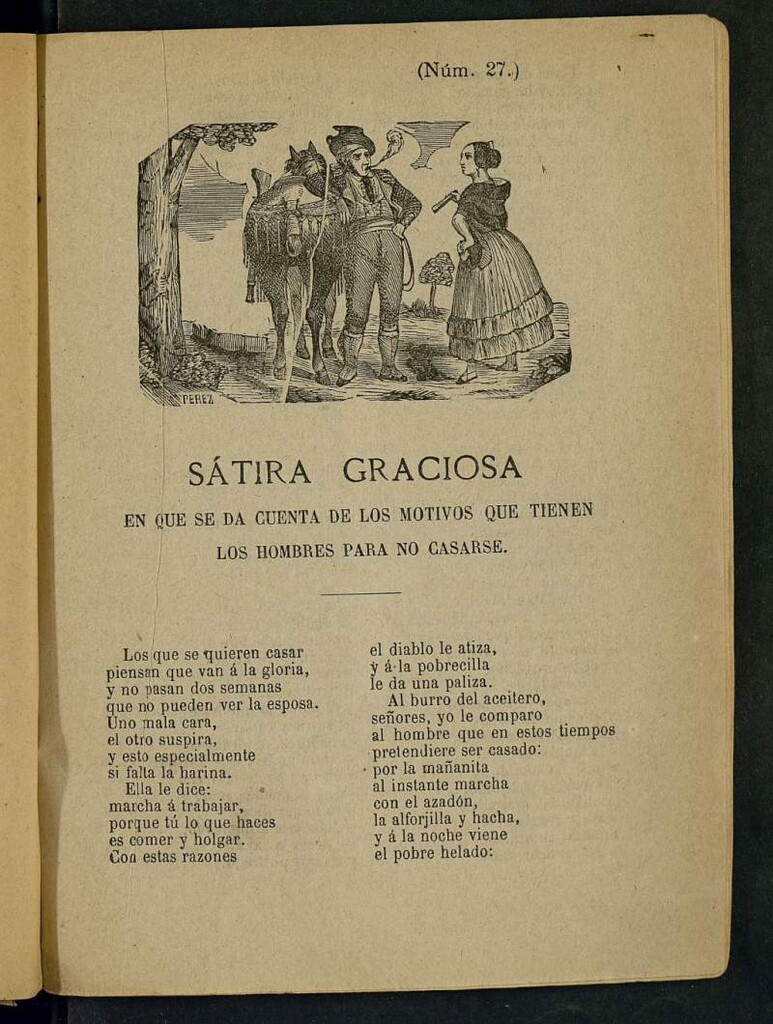 (Núm. 27.)
PEREZ
SÁTIRA GRACIOSA
EN QUE SE DA CUENTA DE LOS MOTIVOS QUE TIENEN
LOS HOMBRES PARA NO CASARSE.
Los que se quieren casar
piensan que van á la gloria,
y no pasan dos semanas
que no pueden ver la esposa.
Uno mala cara,
el otro suspira,
y esto especialmente
si falta la harina.
Ella le dice:
marcha á trabajar,
porque tú lo que haces
es comer y holgar.
Con estas razones
el diablo le atiza,
y á la pobrecilla
le da una paliza.
Al burro del aceitero,
señores, yo le comparo
al hombre que en estos tiempos
pretendiere ser casado:
por la mañanita
al instante marcha
con el azadón,
la alforjilla y hacha,
y á la noche viene
el pobre helado: